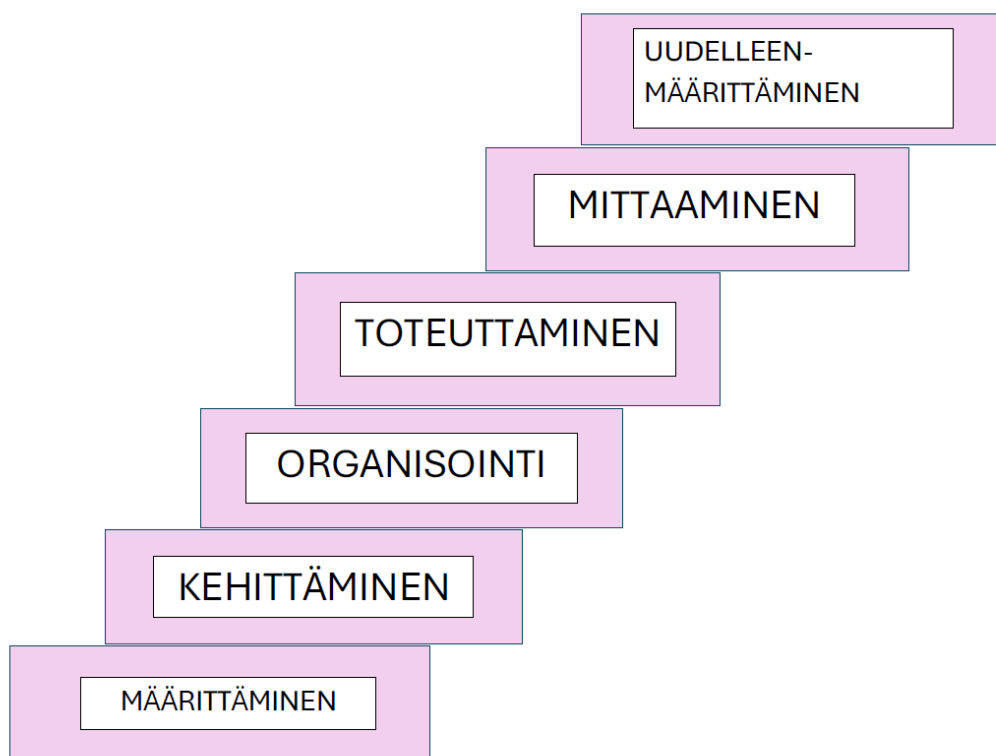 UUDELLEEN-
MÄÄRITTÄMINEN
MITTAAMINEN
TOTEUTTAMINEN
ORGANISOINTI
KEHITTÄMINEN
MÄÄRITTÄMINEN